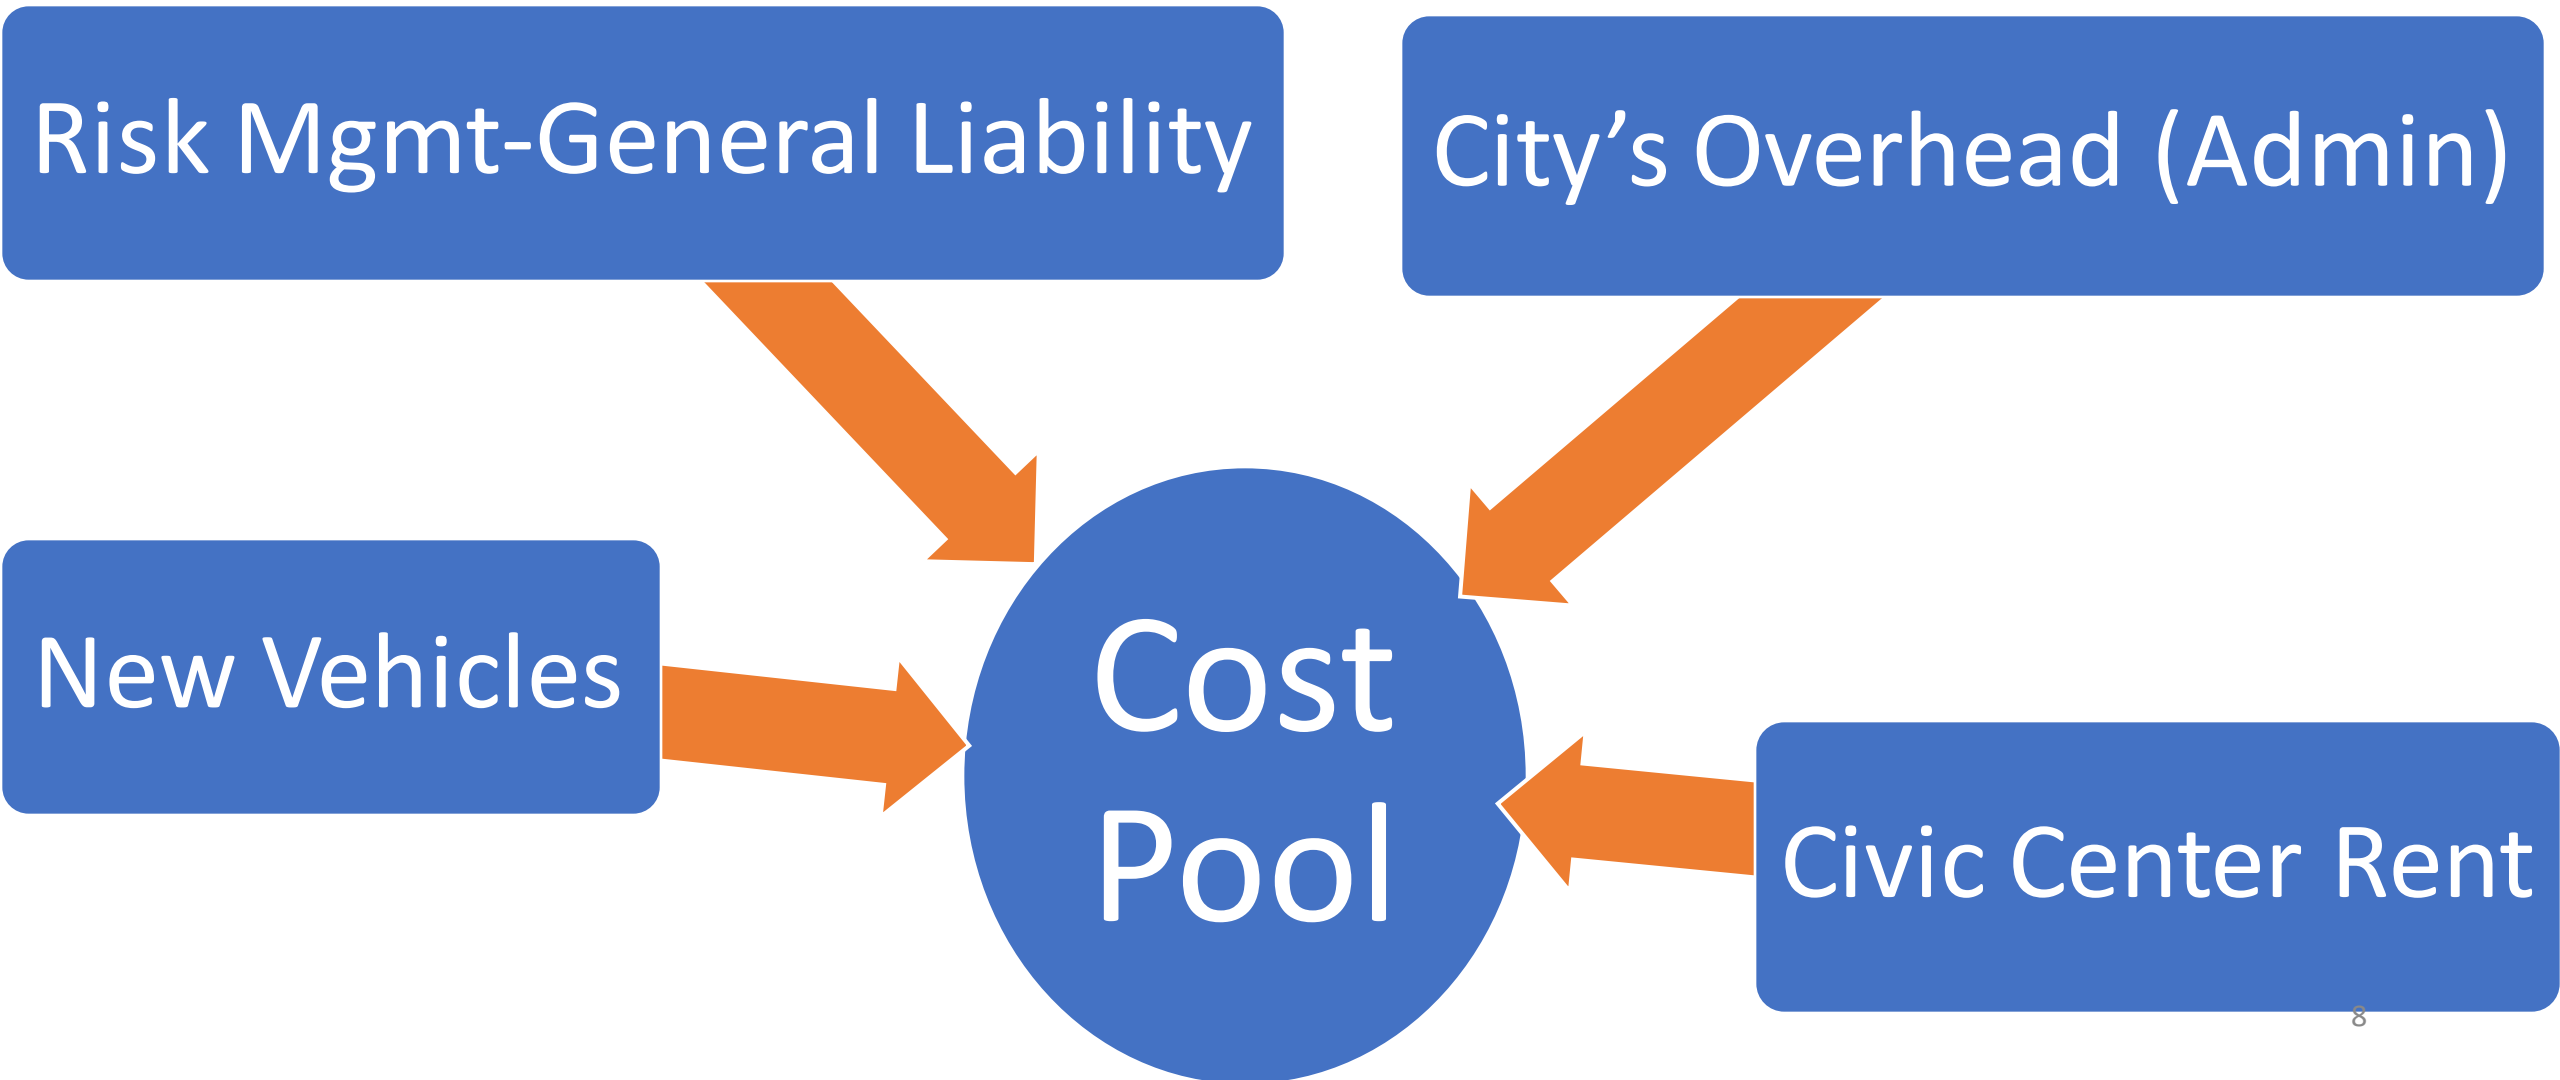 Risk Mgmt-General Liability
City’s Overhead (Admin)
New Vehicles
Cost
Pool
Civic Center Rent
8